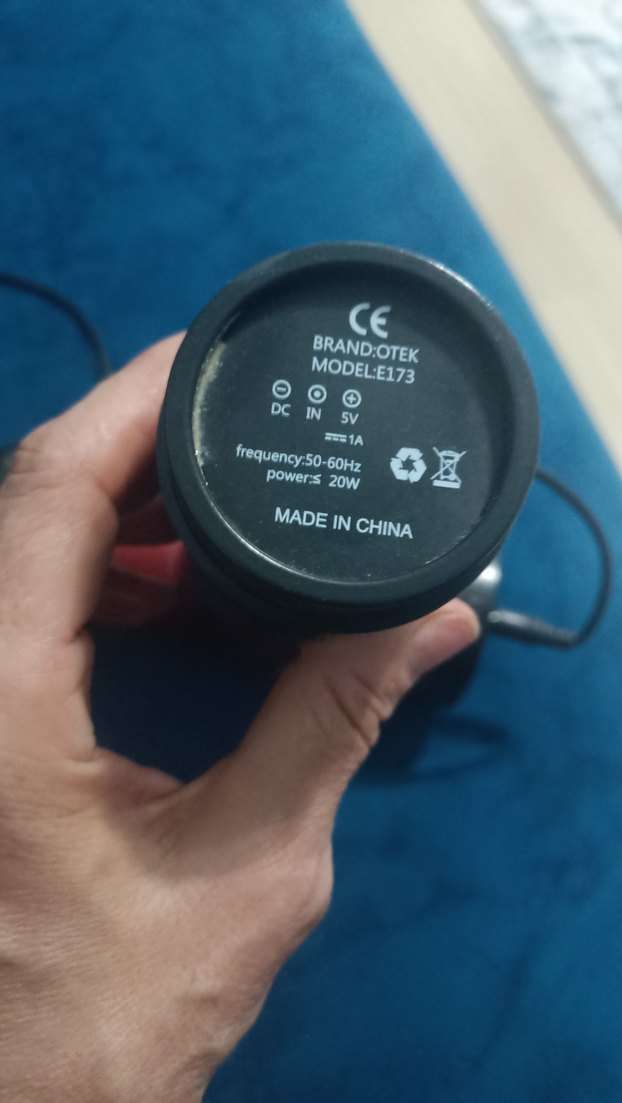 CE
BRAND:OTEK
MODEL:E173
DC IN 5V
1A
frequency:50-60Hz
power:≤ 20W
MADE IN CHINA